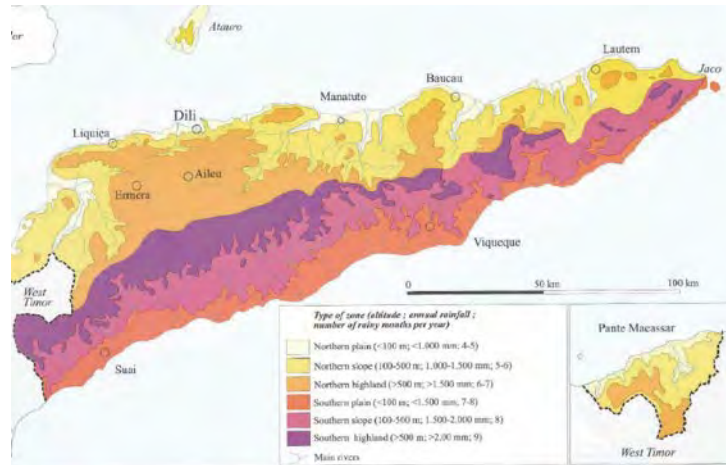 or
Atauro
Lautem
Jaco
Baucau
Manatuto
Dili
Liquiça
Aileu
Ermera
Viqueque
West
Timor
Suai
0 50 km 100 km
Type of zone (altitude ; annual rainfall ;
number of rainy months per year)
Northern plain (<100 m; <1.000 mm; 4-5)
Northern slope (100-500 m; 1.000-1.500 mm; 5-6)
Northern highland (>500 m; >1.500 mm; 6-7)
Southern plain (<100 m; <1.500 mm; 7-8)
Southern slope (100-500 m; 1.500-2.000 mm; 8)
Southern highland (>500 m; >2.00 mm; 9)
Main rivers
Pante Macassar
West Timor